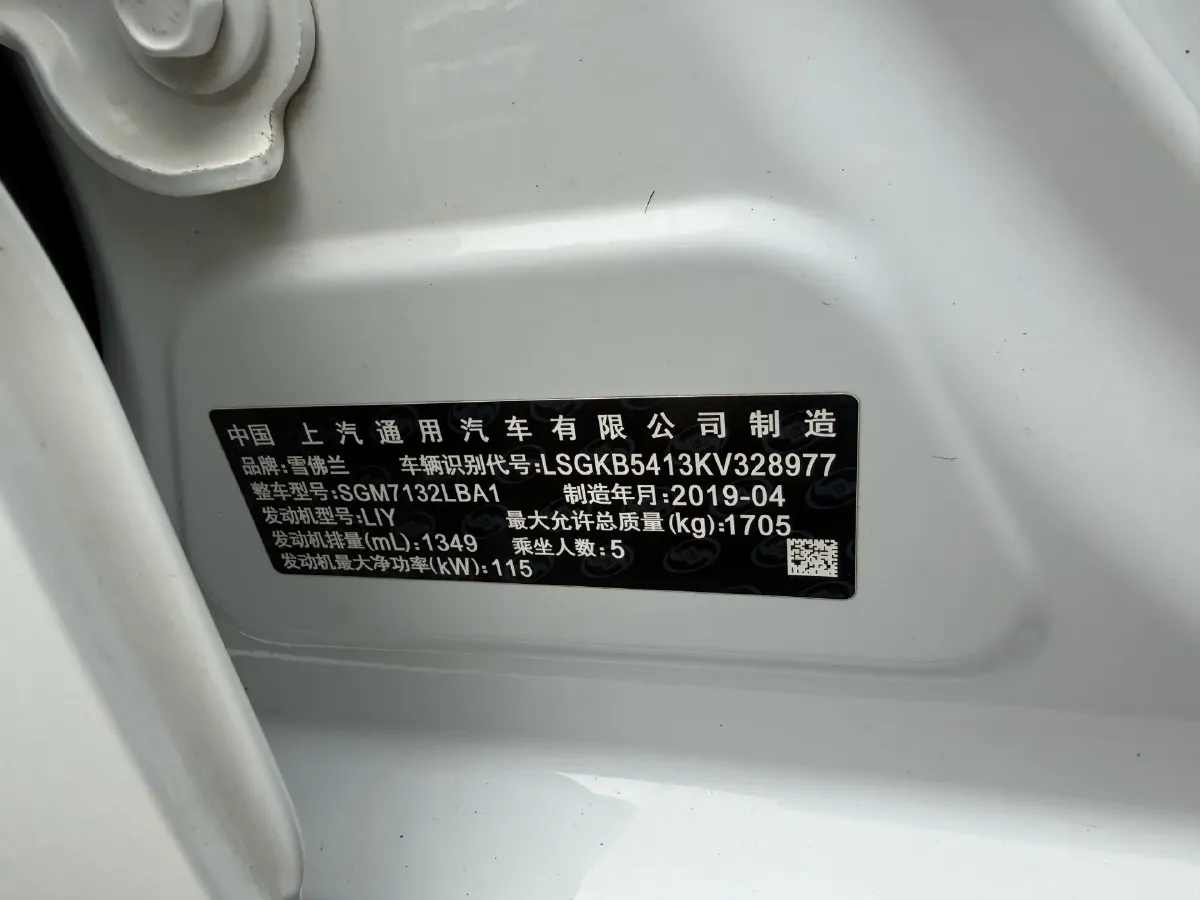 中国 上汽通用汽车有限公司制造
品牌:雪佛兰 车辆识别代号:LSGKB5413KV328977
整车型号:SGM7132LBA1 制造年月:2019-04
发动机型号:LIY 最大允许总质量(kg):1705
发动机排量(mL):1349 乘坐人数:5
发动机最大净功率(kW):115